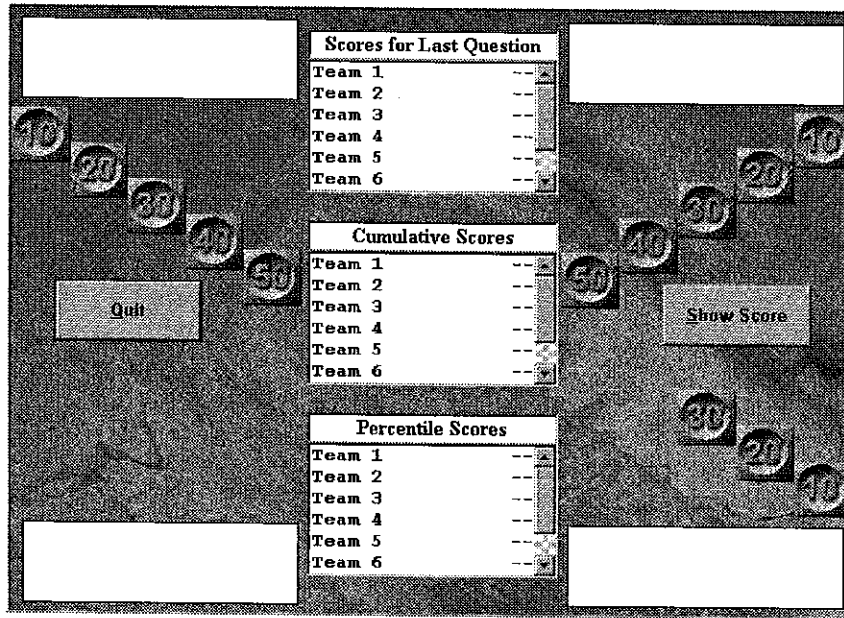 Scores for Last Question
Team 1 --
Team 2 --
Team 3 --
Team 4 --
Team 5 --
Team 6 --
10
20
30
40
50
10
20
30
40
50
Cumulative Scores
Team 1 --
Team 2 --
Team 3 --
Team 4 --
Team 5 --
Team 6 --
Quit
Show Score
Percentile Scores
Team 1 --
Team 2 --
Team 3 --
Team 4 --
Team 5 --
Team 6 --
30
20
10